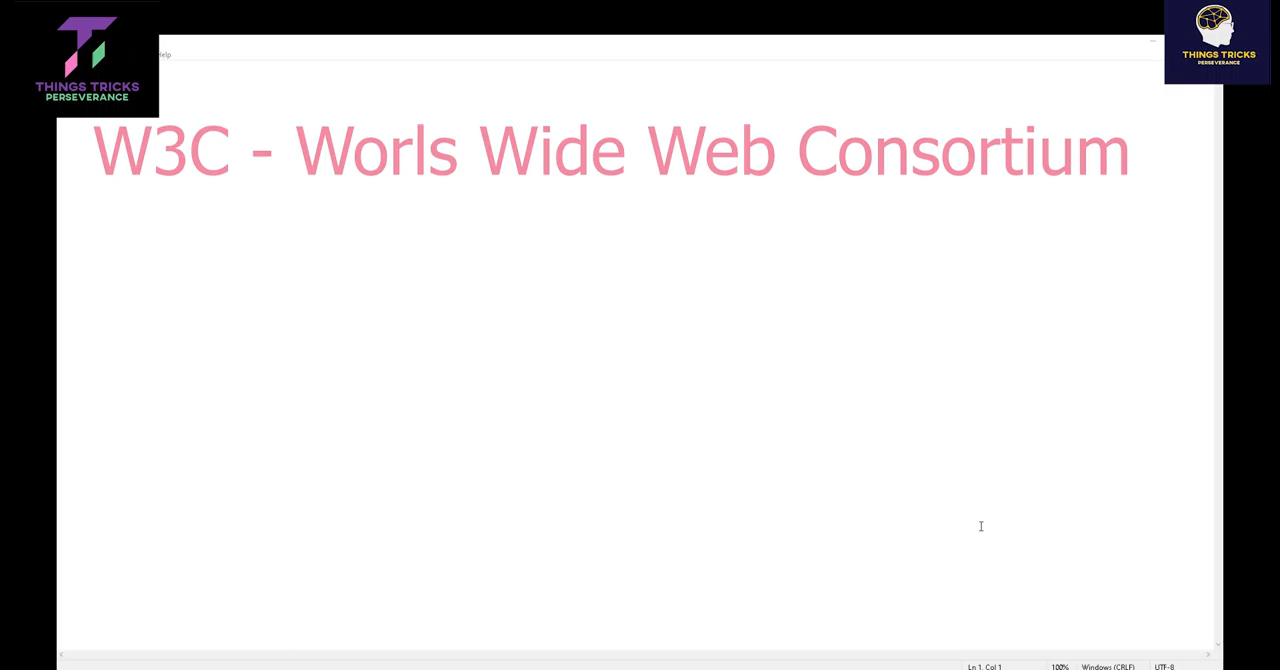 THINGS TRICKS
PERSEVERANCE
Help
THINGS TRICKS
PERSEVERANCE
W3C - Worls Wide Web Consortium
Ln 1, Col 1
100%
Windows (CRLF)
UTF-8